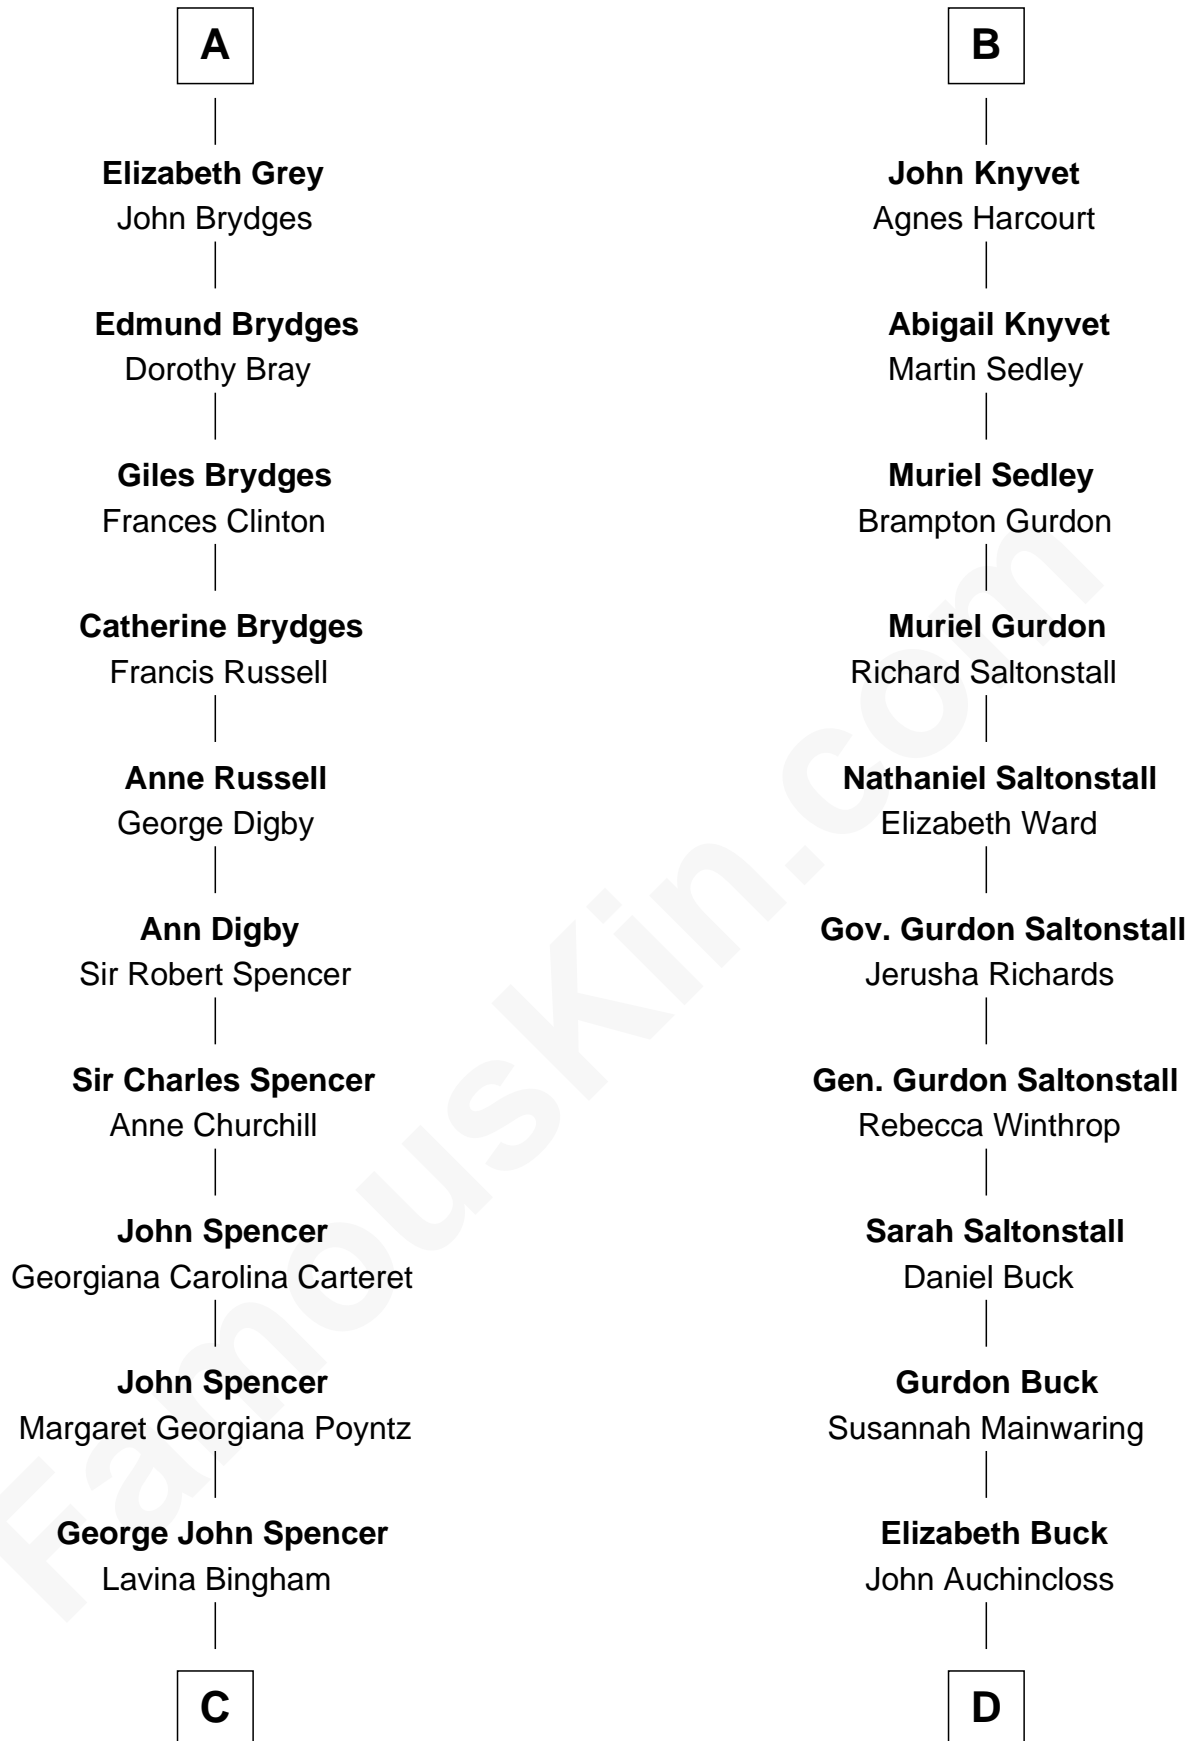 A
Elizabeth Grey
John Brydges
Edmund Brydges
Dorothy Bray
Giles Brydges
Frances Clinton
Catherine Brydges
Francis Russell
Anne Russell
George Digby
Ann Digby
Sir Robert Spencer
Sir Charles Spencer
Anne Churchill
John Spencer
Georgiana Carolina Carteret
John Spencer
Margaret Georgiana Poyntz
George John Spencer
Lavina Bingham
C
B
John Knyvet
Agnes Harcourt
Abigail Knyvet
Martin Sedley
Muriel Sedley
Brampton Gurdon
Muriel Gurdon
Richard Saltonstall
Nathaniel Saltonstall
Elizabeth Ward
Gov. Gurdon Saltonstall
Jerusha Richards
Gen. Gurdon Saltonstall
Rebecca Winthrop
Sarah Saltonstall
Daniel Buck
Gurdon Buck
Susannah Mainwaring
Elizabeth Buck
John Auchincloss
D
FamousKin.com